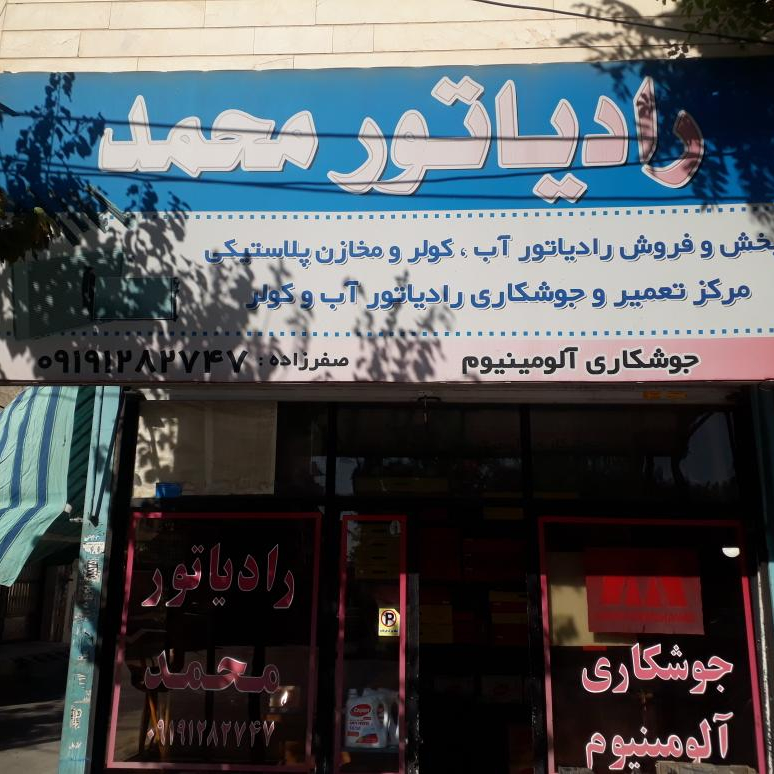 رادیاتور محمد
پخش و فروش رادیاتور آب ، کولر و مخازن پلاستیکی
مرکز تعمیر و جوشکاری رادیاتور آب و کولر
جوشکاری آلومینیوم
صفرزاده : ۰۹۱۹۱۲۸۲۷۴۷
رادیاتور
محمد
۰۹۱۹۱۲۸۲۷۴۷
P
جوشکاری
آلومینیوم